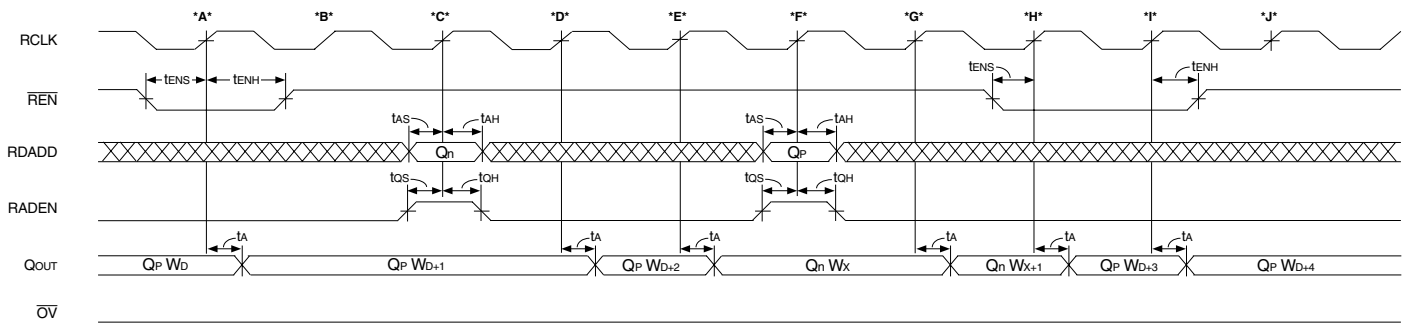 *A* *B* *C* *D* *E* *F* *G* *H* *I* *J*
RCLK
tENS tENH tENS tENH
REN
tAS tAH tAS tAH
RDADD Qn QP
tQS tQH tQS tQH
RADEN
tA tA tA tA tA tA
QOUT QP WD QP WD+1 QP WD+2 Qn WX Qn WX+1 QP WD+3 QP WD+4
OV